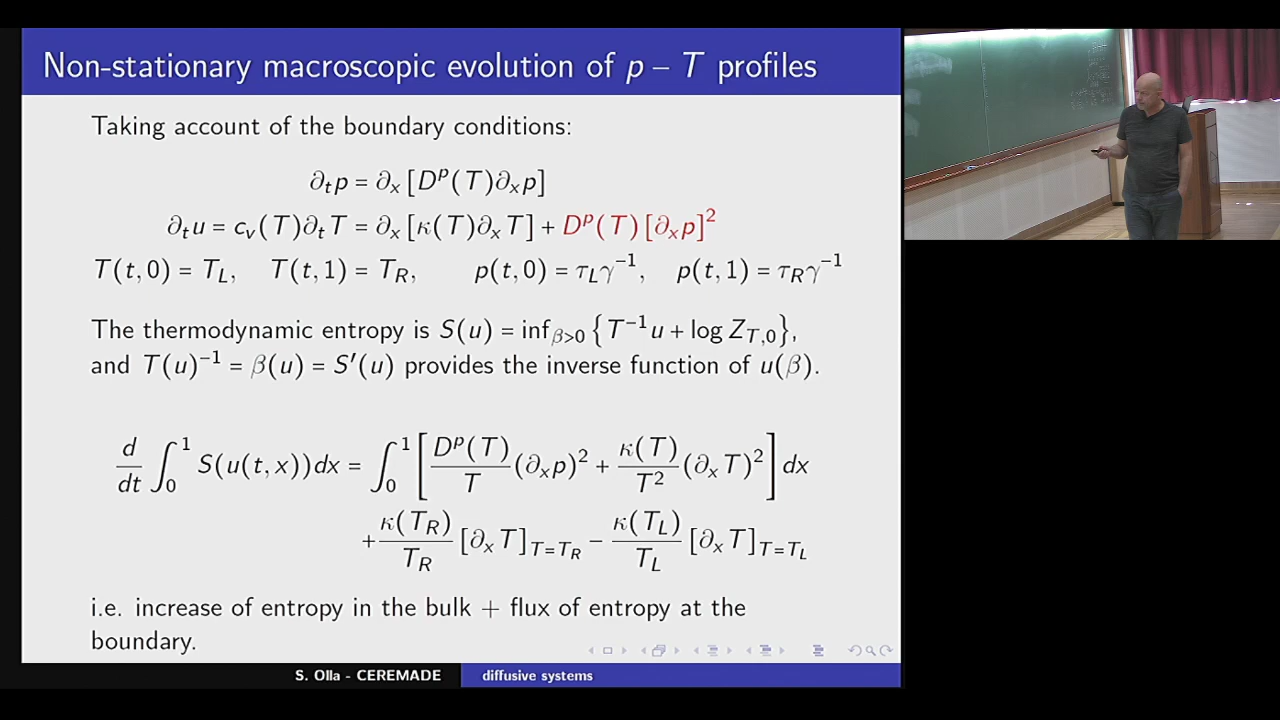 Non-stationary macroscopic evolution of p – T profiles
Taking account of the boundary conditions:
∂ₜp = ∂ₓ [Dᵖ(T)∂ₓp]
∂ₜu = cᵥ(T)∂ₜT = ∂ₓ [κ(T)∂ₓT] + Dᵖ(T) [∂ₓp]²
T(t, 0) = T_L, T(t, 1) = T_R, p(t, 0) = τ_Lγ⁻¹, p(t, 1) = τ_Rγ⁻¹
The thermodynamic entropy is S(u) = inf_{β>0} {T⁻¹u + log Z_{T,0}},
and T(u)⁻¹ = β(u) = S′(u) provides the inverse function of u(β).
d/dt ∫₀¹ S(u(t, x))dx = ∫₀¹ [Dᵖ(T)/T (∂ₓp)² + κ(T)/T² (∂ₓT)²] dx
+ κ(T_R)/T_R [∂ₓT]_{T=T_R} − κ(T_L)/T_L [∂ₓT]_{T=T_L}
i.e. increase of entropy in the bulk + flux of entropy at the
boundary.
S. Olla - CEREMADE diffusive systems